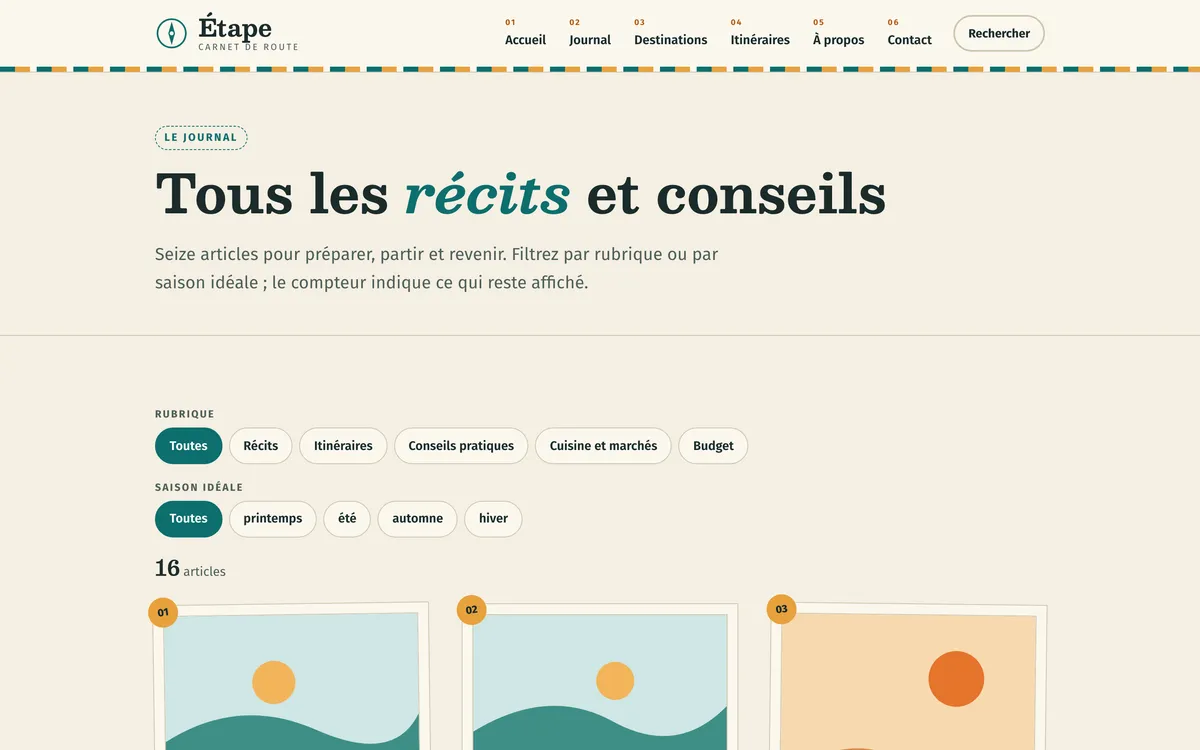 Étape
CARNET DE ROUTE
01
Accueil
02
Journal
03
Destinations
04
Itinéraires
05
À propos
06
Contact
Rechercher
LE JOURNAL
Tous les récits et conseils
Seize articles pour préparer, partir et revenir. Filtrez par rubrique ou par
saison idéale ; le compteur indique ce qui reste affiché.
RUBRIQUE
Toutes
Récits
Itinéraires
Conseils pratiques
Cuisine et marchés
Budget
SAISON IDÉALE
Toutes
printemps
été
automne
hiver
16 articles
01
02
03